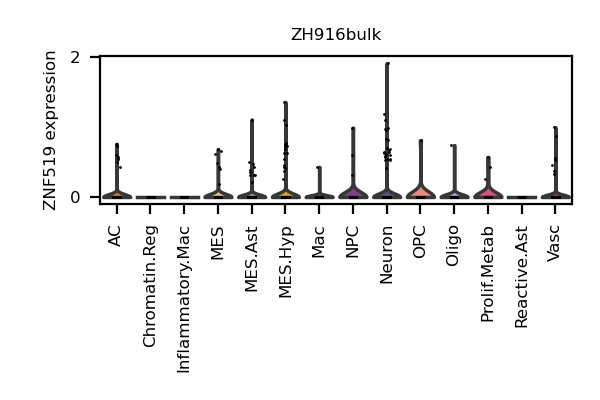 ZH916bulk
ZNF519 expression
2
0
AC
Chromatin.Reg
Inflammatory.Mac
MES
MES.Ast
MES.Hyp
Mac
NPC
Neuron
OPC
Oligo
Prolif.Metab
Reactive.Ast
Vasc